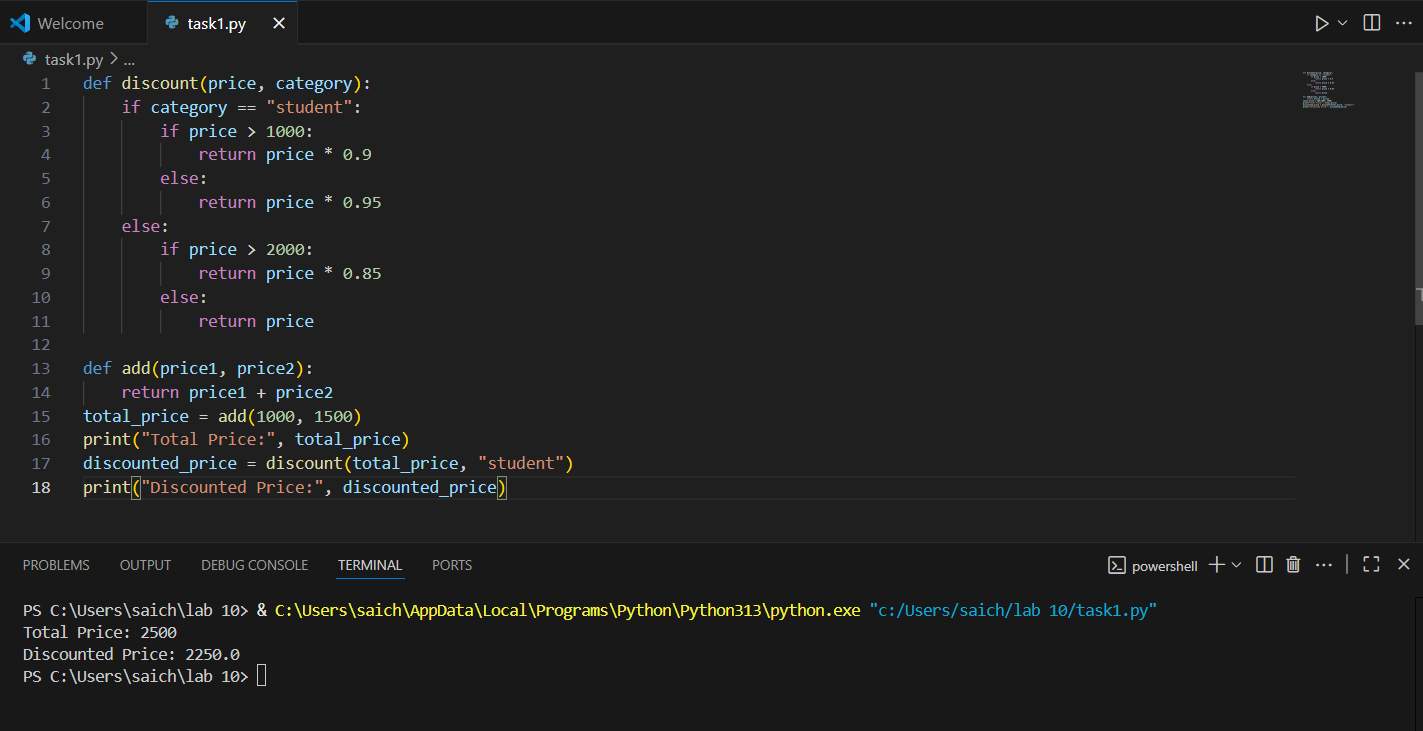 Welcome
task1.py
task1.py > ...
1 def discount(price, category):
2     if category == "student":
3         if price > 1000:
4             return price * 0.9
5         else:
6             return price * 0.95
7     else:
8         if price > 2000:
9             return price * 0.85
10         else:
11             return price
12
13 def add(price1, price2):
14     return price1 + price2
15 total_price = add(1000, 1500)
16 print("Total Price:", total_price)
17 discounted_price = discount(total_price, "student")
18 print("Discounted Price:", discounted_price)
PROBLEMS OUTPUT DEBUG CONSOLE TERMINAL PORTS powershell
PS C:\Users\saich\lab 10> & C:\Users\saich\AppData\Local\Programs\Python\Python313\python.exe "c:/Users/saich/lab 10/task1.py"
Total Price: 2500
Discounted Price: 2250.0
PS C:\Users\saich\lab 10>